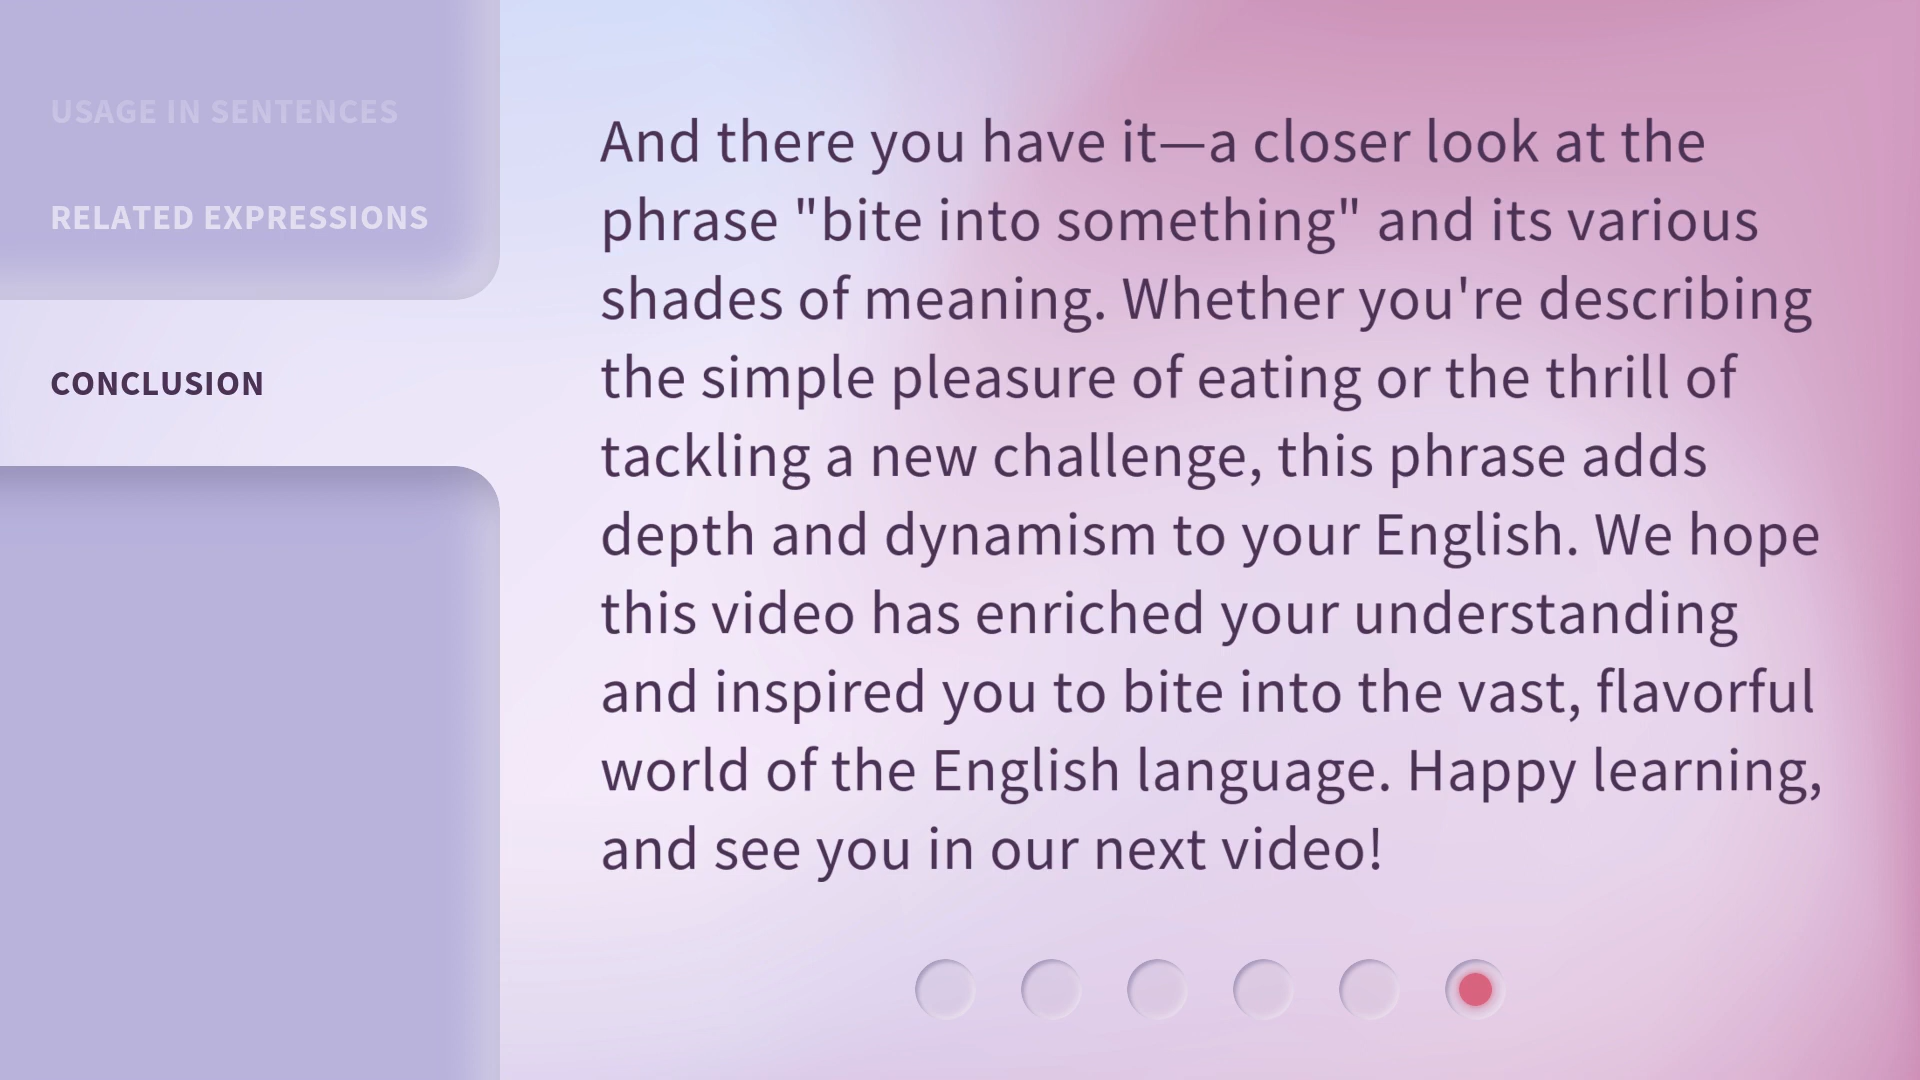 USAGE IN SENTENCES
RELATED EXPRESSIONS
CONCLUSION
And there you have it—a closer look at the
phrase "bite into something" and its various
shades of meaning. Whether you're describing
the simple pleasure of eating or the thrill of
tackling a new challenge, this phrase adds
depth and dynamism to your English. We hope
this video has enriched your understanding
and inspired you to bite into the vast, flavorful
world of the English language. Happy learning,
and see you in our next video!